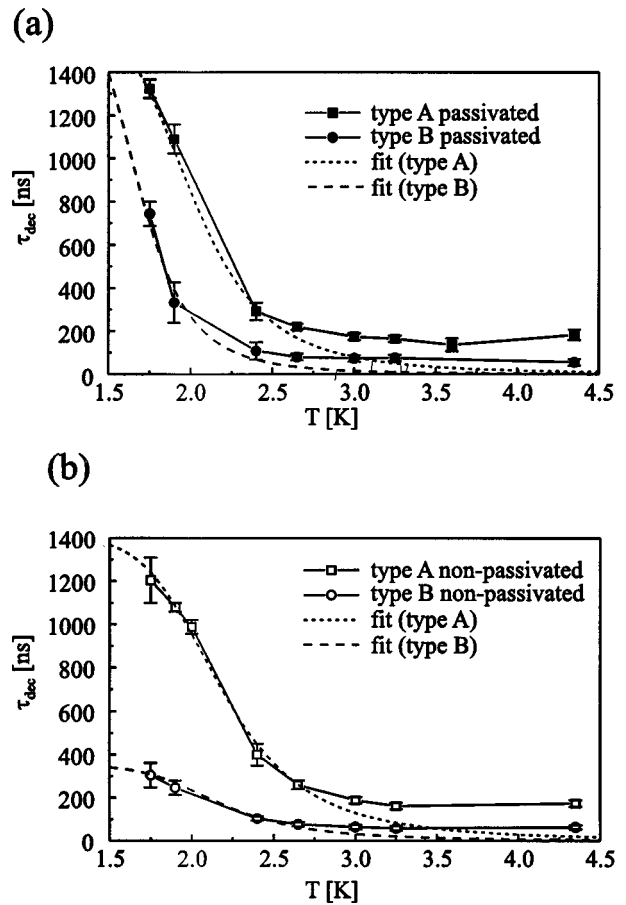 (a)
1400
1200
1000
800
600
400
200
0
τdec [ns]
type A passivated
type B passivated
fit (type A)
fit (type B)
1.5 2.0 2.5 3.0 3.5 4.0 4.5
T [K]
(b)
1400
1200
1000
800
600
400
200
0
τdec [ns]
type A non-passivated
type B non-passivated
fit (type A)
fit (type B)
1.5 2.0 2.5 3.0 3.5 4.0 4.5
T [K]